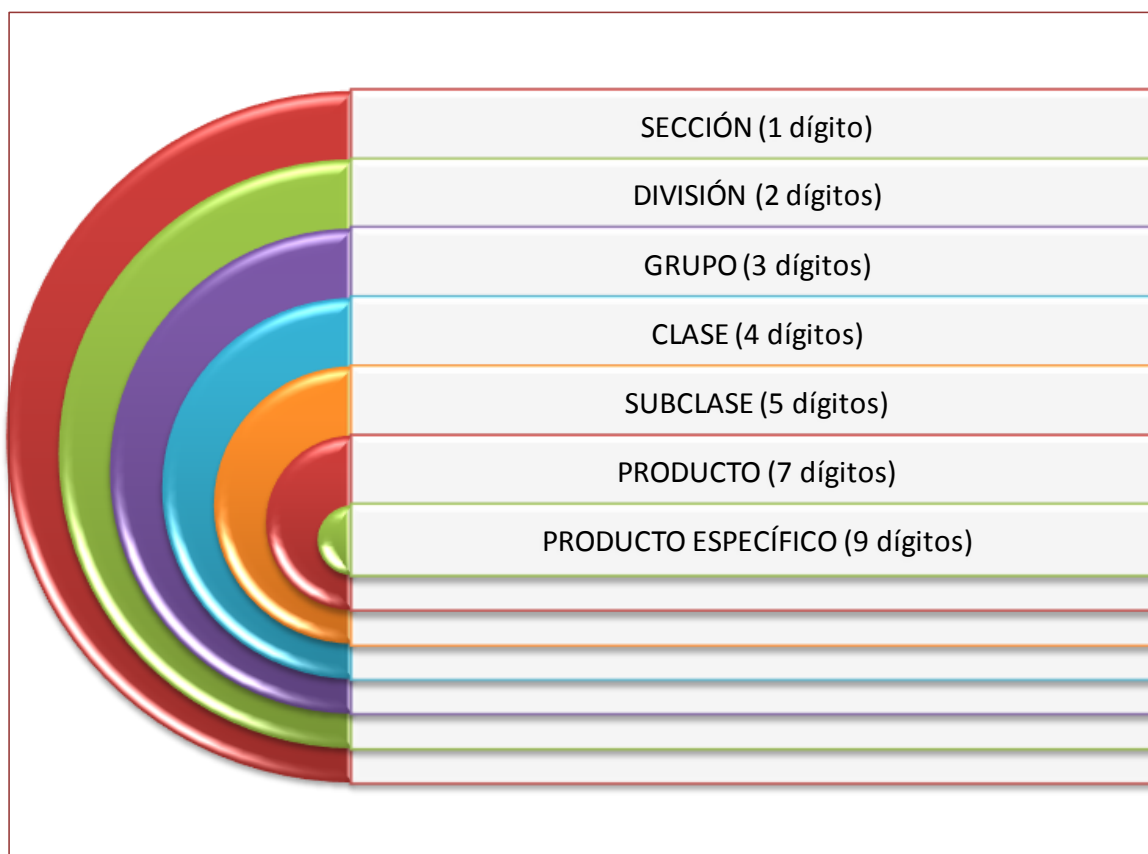 SECCIÓN (1 dígito)
DIVISIÓN (2 dígitos)
GRUPO (3 dígitos)
CLASE (4 dígitos)
SUBCLASE (5 dígitos)
PRODUCTO (7 dígitos)
PRODUCTO ESPECÍFICO (9 dígitos)